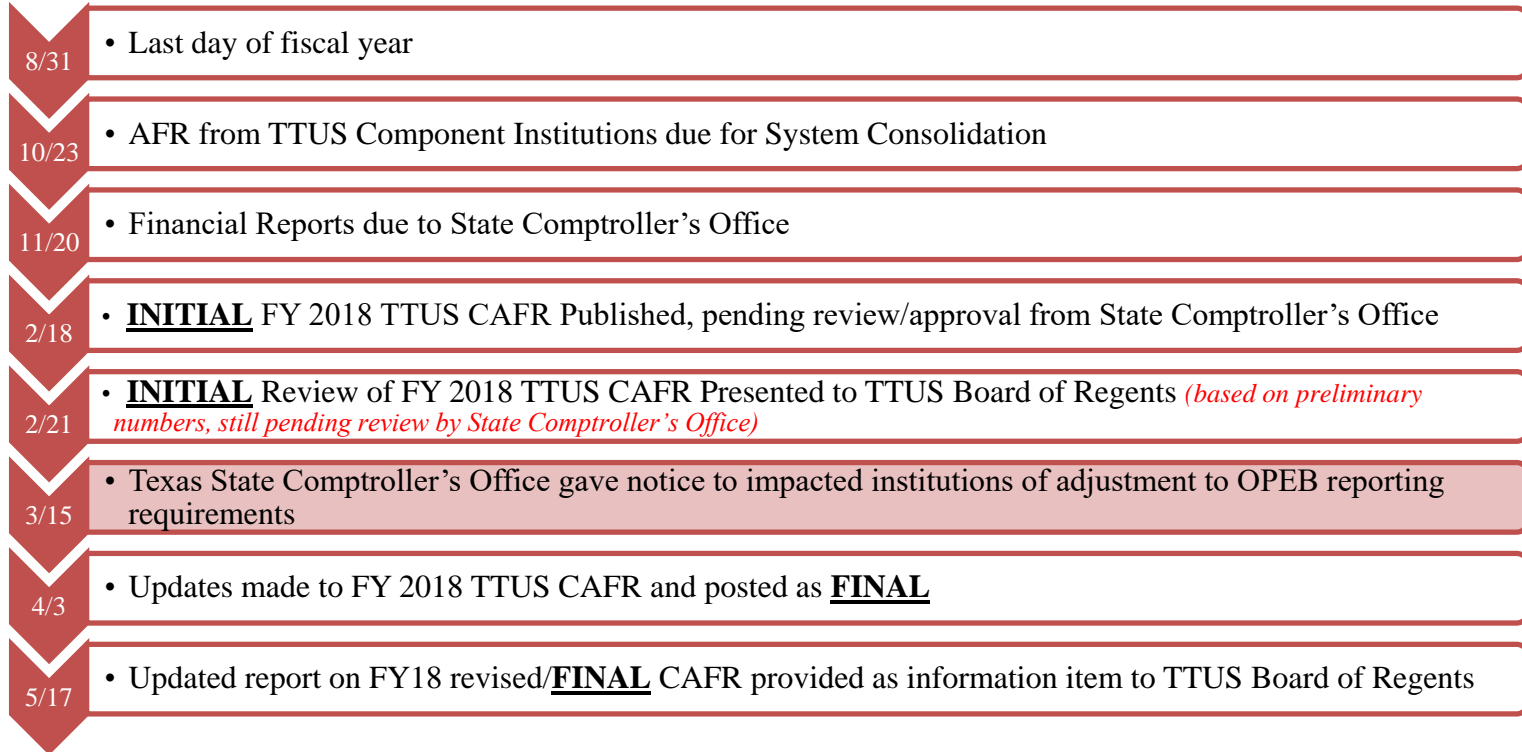 8/31
• Last day of fiscal year
10/23
• AFR from TTUS Component Institutions due for System Consolidation
11/20
• Financial Reports due to State Comptroller’s Office
2/18
• INITIAL FY 2018 TTUS CAFR Published, pending review/approval from State Comptroller’s Office
2/21
• INITIAL Review of FY 2018 TTUS CAFR Presented to TTUS Board of Regents (based on preliminary
numbers, still pending review by State Comptroller’s Office)
3/15
• Texas State Comptroller’s Office gave notice to impacted institutions of adjustment to OPEB reporting
requirements
4/3
• Updates made to FY 2018 TTUS CAFR and posted as FINAL
5/17
• Updated report on FY18 revised/FINAL CAFR provided as information item to TTUS Board of Regents